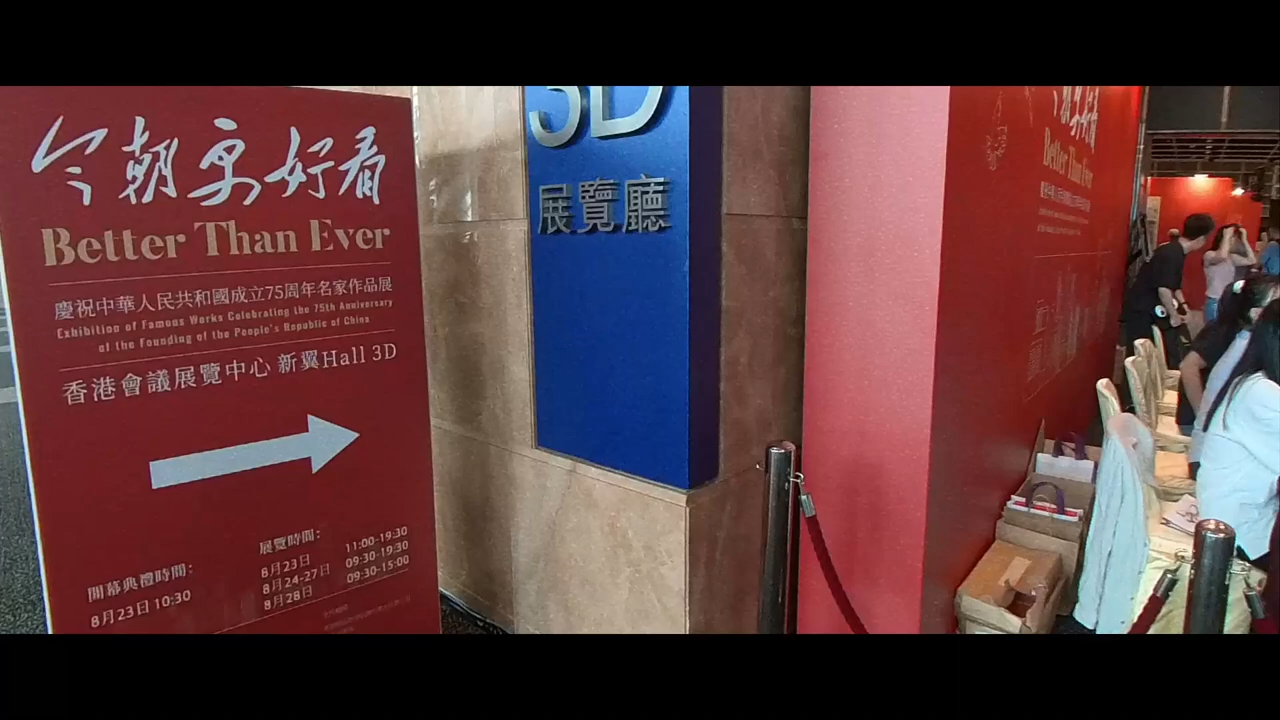 今朝更好看
Better Than Ever
慶祝中華人民共和國成立75周年名家作品展
Exhibition of Famous Works Celebrating the 75th Anniversary
of the Founding of the People's Republic of China
香港會議展覽中心 新翼Hall 3D
開幕典禮時間：
8月23日 10:30
展覽時間：
8月23日 11:00-19:30
8月24-27日 09:30-19:30
8月28日 09:30-15:00
3D
展覽廳
今朝更好看
Better Than Ever